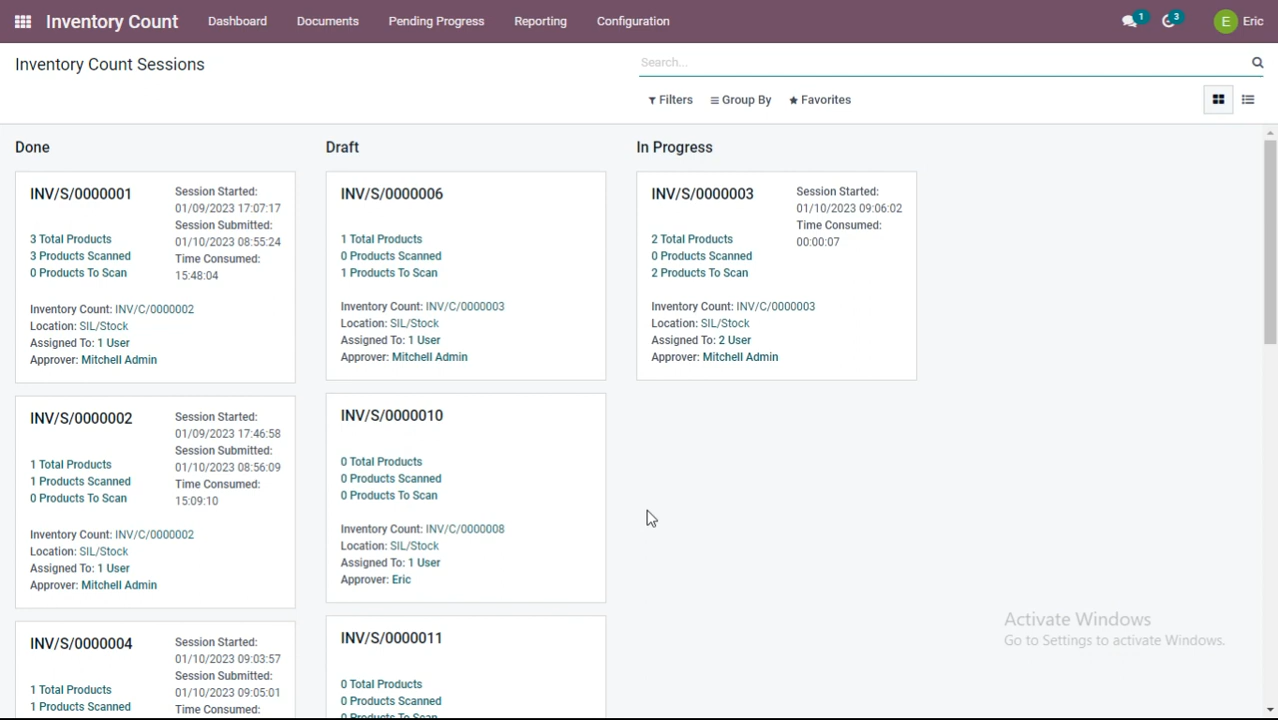 Inventory Count Dashboard Documents Pending Progress Reporting Configuration 1 3 E Eric
Inventory Count Sessions
Search...
Filters Group By Favorites
Done
INV/S/0000001
3 Total Products
3 Products Scanned
0 Products To Scan
Session Started:
01/09/2023 17:07:17
Session Submitted:
01/10/2023 08:55:24
Time Consumed:
15:48:04
Inventory Count: INV/C/0000002
Location: SIL/Stock
Assigned To: 1 User
Approver: Mitchell Admin
INV/S/0000002
1 Total Products
1 Products Scanned
0 Products To Scan
Session Started:
01/09/2023 17:46:58
Session Submitted:
01/10/2023 08:56:09
Time Consumed:
15:09:10
Inventory Count: INV/C/0000002
Location: SIL/Stock
Assigned To: 1 User
Approver: Mitchell Admin
INV/S/0000004
1 Total Products
1 Products Scanned
Session Started:
01/10/2023 09:03:57
Session Submitted:
01/10/2023 09:05:01
Time Consumed:
Draft
INV/S/0000006
1 Total Products
0 Products Scanned
1 Products To Scan
Inventory Count: INV/C/0000003
Location: SIL/Stock
Assigned To: 1 User
Approver: Mitchell Admin
INV/S/0000010
0 Total Products
0 Products Scanned
0 Products To Scan
Inventory Count: INV/C/0000008
Location: SIL/Stock
Assigned To: 1 User
Approver: Eric
INV/S/0000011
0 Total Products
0 Products Scanned
0 Products To Scan
In Progress
INV/S/0000003
2 Total Products
0 Products Scanned
2 Products To Scan
Session Started:
01/10/2023 09:06:02
Time Consumed:
00:00:07
Inventory Count: INV/C/0000003
Location: SIL/Stock
Assigned To: 2 User
Approver: Mitchell Admin
Activate Windows
Go to Settings to activate Windows.